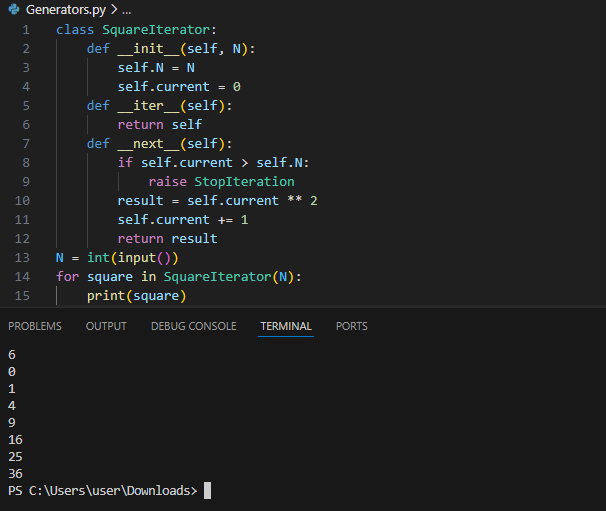 Generators.py > ...
1 class SquareIterator:
2     def __init__(self, N):
3         self.N = N
4         self.current = 0
5     def __iter__(self):
6         return self
7     def __next__(self):
8         if self.current > self.N:
9             raise StopIteration
10         result = self.current ** 2
11         self.current += 1
12         return result
13 N = int(input())
14 for square in SquareIterator(N):
15     print(square)
PROBLEMS OUTPUT DEBUG CONSOLE TERMINAL PORTS
6
0
1
4
9
16
25
36
PS C:\Users\user\Downloads>